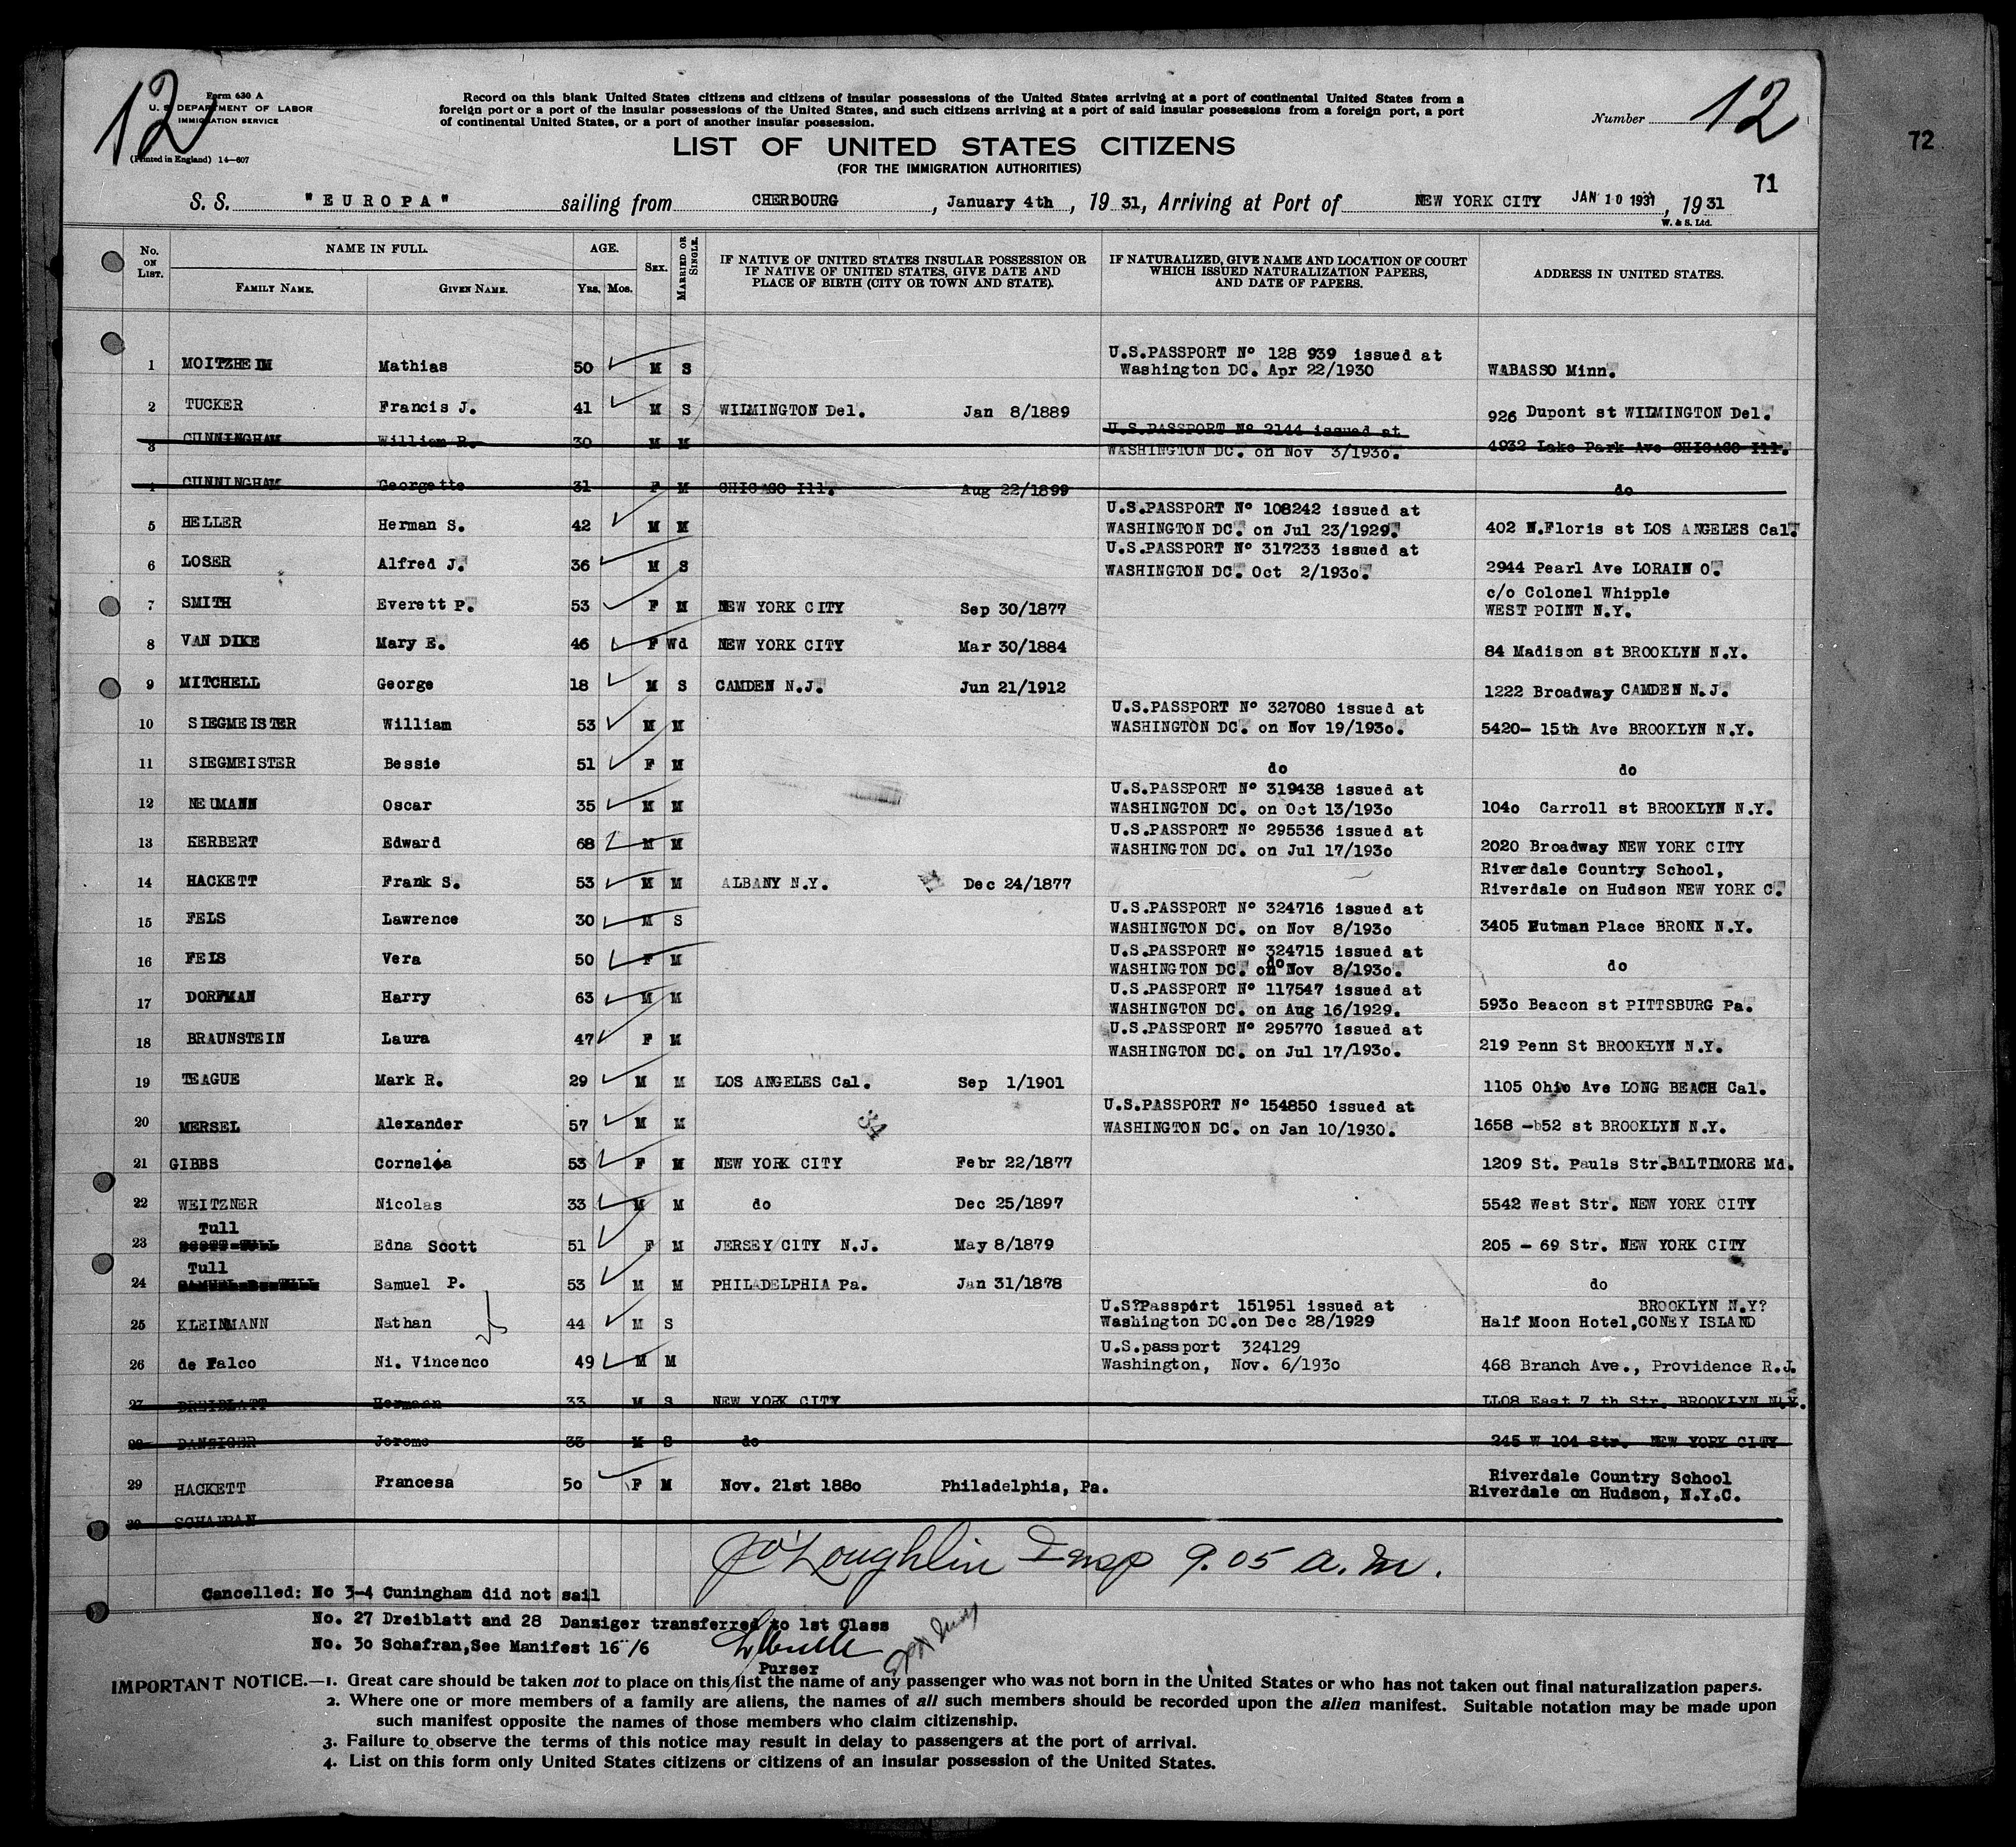 12
Form 630 A
U. S. DEPARTMENT OF LABOR
IMMIGRATION SERVICE
(Printed in England) 14—607
Record on this blank United States citizens and citizens of insular possessions of the United States arriving at a port of continental United States from a
foreign port or a port of the insular possessions of the United States, and such citizens arriving at a port of said insular possessions from a foreign port, a port
of continental United States, or a port of another insular possession.
Number 12
72
LIST OF UNITED STATES CITIZENS
(FOR THE IMMIGRATION AUTHORITIES)
71
S. S. "EUROPA" sailing from CHERBOURG, January 4th, 19 31, Arriving at Port of NEW YORK CITY JAN 10 1931, 19 31
W. & S. Ltd.
No. ON LIST. NAME IN FULL. FAMILY NAME. GIVEN NAME. AGE. Yrs. Mos. SEX. MARRIED OR SINGLE. IF NATIVE OF UNITED STATES INSULAR POSSESSION OR IF NATIVE OF UNITED STATES, GIVE DATE AND PLACE OF BIRTH (CITY OR TOWN AND STATE). IF NATURALIZED, GIVE NAME AND LOCATION OF COURT WHICH ISSUED NATURALIZATION PAPERS, AND DATE OF PAPERS. ADDRESS IN UNITED STATES.
1 MOITZHEIM Mathias 50 M S U.S.PASSPORT Nº 128 939 issued at Washington DC. Apr 22/1930 WABASSO Minn.
2 TUCKER Francis J. 41 M S WILMINGTON Del. Jan 8/1889 926 Dupont st WILMINGTON Del.
3 CUNNINGHAM William R. 30 M M U.S.PASSPORT Nº 2144 issued at WASHINGTON DC. on Nov 3/1930. 4932 Lake Park Ave CHICAGO Ill.
4 CUNNINGHAM Georgette 31 F M CHICAGO Ill. Aug 22/1899 do
5 HELLER Herman S. 42 M M U.S.PASSPORT Nº 108242 issued at WASHINGTON DC. on Jul 23/1929. 402 N.Floris st LOS ANGELES Cal.
6 LOSER Alfred J. 36 M S U.S.PASSPORT Nº 317233 issued at WASHINGTON DC. Oct 2/1930. 2944 Pearl Ave LORAIN O.
7 SMITH Everett P. 53 F M NEW YORK CITY Sep 30/1877 c/o Colonel Whipple WEST POINT N.Y.
8 VAN DIKE Mary E. 46 F Wd NEW YORK CITY Mar 30/1884 84 Madison st BROOKLYN N.Y.
9 MITCHELL George 18 M S CAMDEN N.J. Jun 21/1912 1222 Broadway CAMDEN N.J.
10 SIEGMEISTER William 53 M M U.S.PASSPORT Nº 327080 issued at WASHINGTON DC. on Nov 19/1930. 5420- 15th Ave BROOKLYN N.Y.
11 SIEGMEISTER Bessie 51 F M do do
12 NEUMANN Oscar 35 M M U.S.PASSPORT Nº 319438 issued at WASHINGTON DC. on Oct 13/1930 1040 Carroll st BROOKLYN N.Y.
13 HERBERT Edward 68 M M U.S.PASSPORT Nº 295536 issued at WASHINGTON DC. on Jul 17/1930 2020 Broadway NEW YORK CITY
14 HACKETT Frank S. 53 M M ALBANY N.Y. Dec 24/1877 Riverdale Country School, Riverdale on Hudson NEW YORK C.
15 FELS Lawrence 30 M S U.S.PASSPORT Nº 324716 issued at WASHINGTON DC. on Nov 8/1930 3405 Putman Place BRONX N.Y.
16 FELS Vera 50 F M U.S.PASSPORT Nº 324715 issued at WASHINGTON DC. on Nov 8/1930. do do
17 DORFMAN Harry 63 M M U.S.PASSPORT Nº 117547 issued at WASHINGTON DC. on Aug 16/1929. 5930 Beacon st PITTSBURG Pa.
18 BRAUNSTEIN Laura 47 F M U.S.PASSPORT Nº 295770 issued at WASHINGTON DC. on Jul 17/1930. 219 Penn St BROOKLYN N.Y.
19 TEAGUE Mark R. 29 M M LOS ANGELES Cal. Sep 1/1901 1105 Ohio Ave LONG BEACH Cal.
20 MERSEL Alexander 57 M M 34 U.S.PASSPORT Nº 154850 issued at WASHINGTON DC. on Jan 10/1930. 1658 -b52 st BROOKLYN N.Y.
21 GIBBS Cornelia 53 F M NEW YORK CITY Febr 22/1877 1209 St. Pauls Str.BALTIMORE Md.
22 WEITZNER Nicolas 33 M M do Dec 25/1897 5542 West Str. NEW YORK CITY
23 Tull SCOTT-TULL Edna Scott 51 F M JERSEY CITY N.J. May 8/1879 205 - 69 Str. NEW YORK CITY
24 Tull Samuel P. 53 M M PHILADELPHIA Pa. Jan 31/1878 do
25 KLEINMANN Nathan 44 M S U.S?Passport 151951 issued at Washington DC.on Dec 28/1929 BROOKLYN N.Y? Half Moon Hotel,CONEY ISLAND
26 de Falco Ni. Vincenco 49 M M U.S.passport 324129 Washington, Nov. 6/1930 468 Branch Ave., Providence R.I.
27 DREIBLATT Hermann 33 M S NEW YORK CITY LL08 East 7 th Str. BROOKLYN N.Y.
28 DANSIGER Jerome 33 M S do 245 W 104 Str. NEW YORK CITY
29 HACKETT Francesa 50 F M Nov. 21st 1880 Philadelphia, Pa. Riverdale Country School Riverdale on Hudson, N.Y.C.
30 SCHAFRAN
O'Loughlin Insp 9.05 a.m.
Cancelled: No 3-4 Cuningham did not sail
No. 27 Dreiblatt and 28 Danziger transferred to 1st Class
No. 30 Schafran,See Manifest 16 /6
Purser
IMPORTANT NOTICE.—1. Great care should be taken not to place on this list the name of any passenger who was not born in the United States or who has not taken out final naturalization papers.
2. Where one or more members of a family are aliens, the names of all such members should be recorded upon the alien manifest. Suitable notation may be made upon
such manifest opposite the names of those members who claim citizenship.
3. Failure to observe the terms of this notice may result in delay to passengers at the port of arrival.
4. List on this form only United States citizens or citizens of an insular possession of the United States.